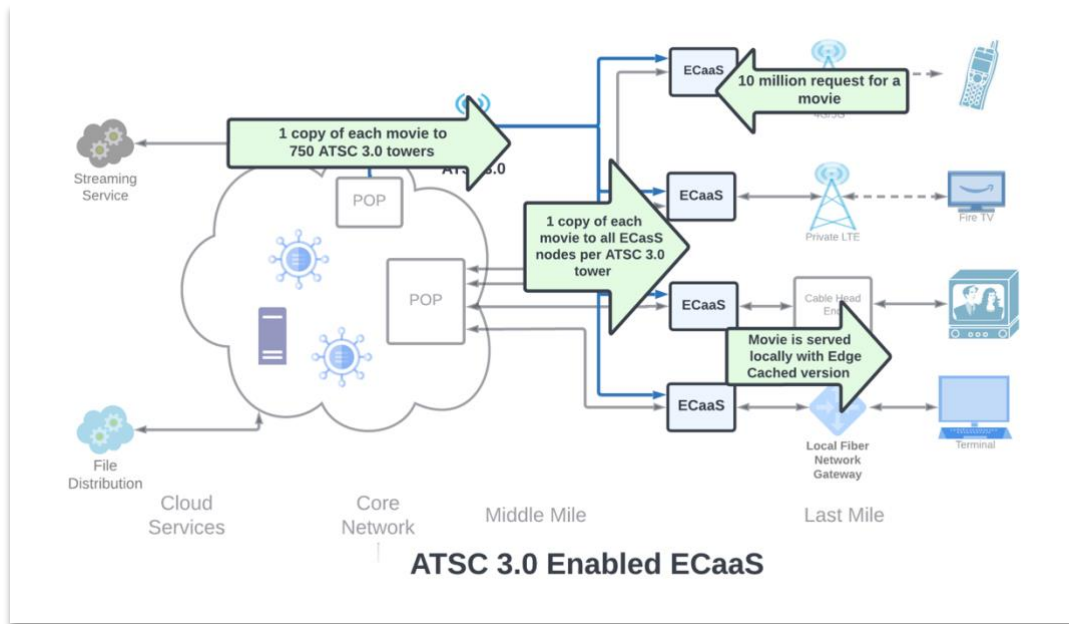 ECaaS
10 million request for a
movie
1 copy of each movie to
750 ATSC 3.0 towers
Streaming
Service
POP
ECaaS
1 copy of each
movie to all ECasS
nodes per ATSC 3.0
tower
Private LTE
Fire TV
POP
ECaaS
Cable Head
End
Movie is served
locally with Edge
Cached version
ECaaS
Local Fiber
Network
Gateway
Terminal
File
Distribution
Cloud
Services
Core
Network
Middle Mile
Last Mile
ATSC 3.0 Enabled ECaaS